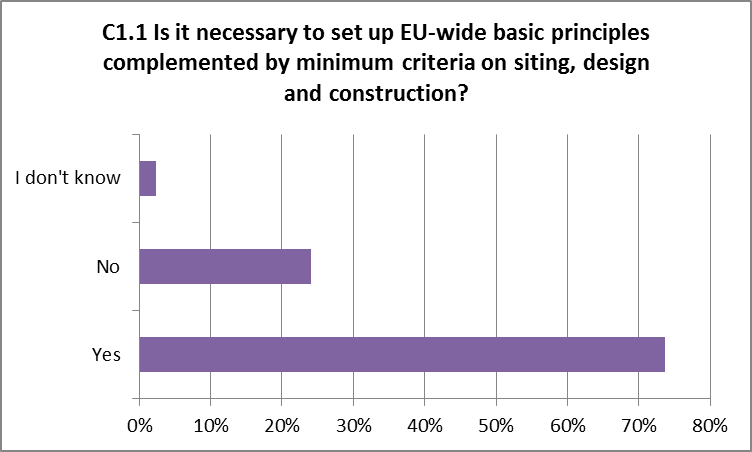 C1.1 Is it necessary to set up EU-wide basic principles
complemented by minimum criteria on siting, design
and construction?
I don't know
No
Yes
0% 10% 20% 30% 40% 50% 60% 70% 80%